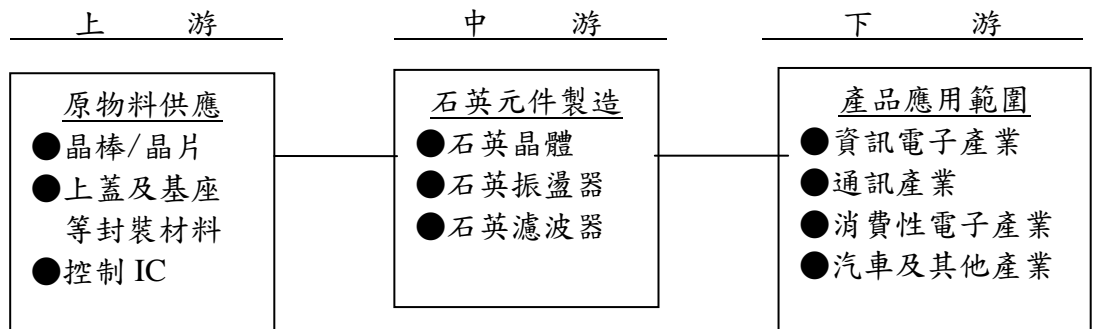 上 游
中 游
下 游
原物料供應
●晶棒/晶片
●上蓋及基座
等封裝材料
●控制 IC
石英元件製造
●石英晶體
●石英振盪器
●石英濾波器
產品應用範圍
●資訊電子產業
●通訊產業
●消費性電子產業
●汽車及其他產業